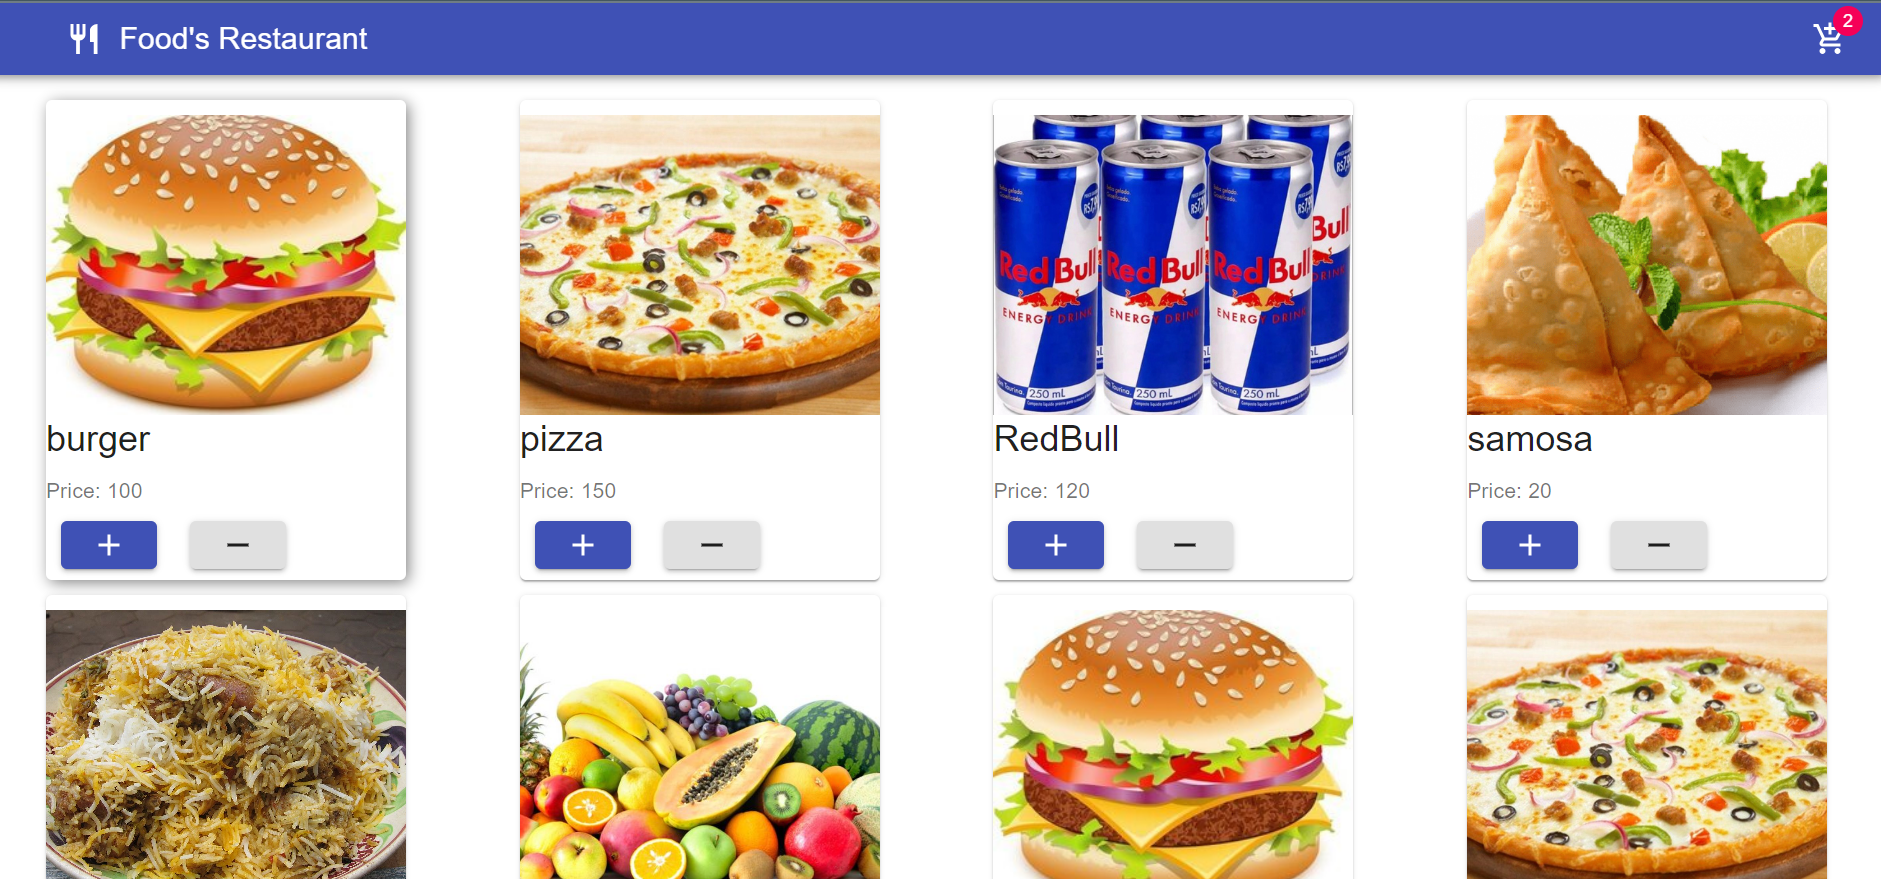 Food's Restaurant
2
Red Bull
Red Bull
Red Bull
Bull
ENERGY DRINK
ENERGY DRINK
ENERGY DRINK
250 mL
250 mL
250 mL
burger
pizza
RedBull
samosa
Price: 100
Price: 150
Price: 120
Price: 20
+
−
+
−
+
−
+
−